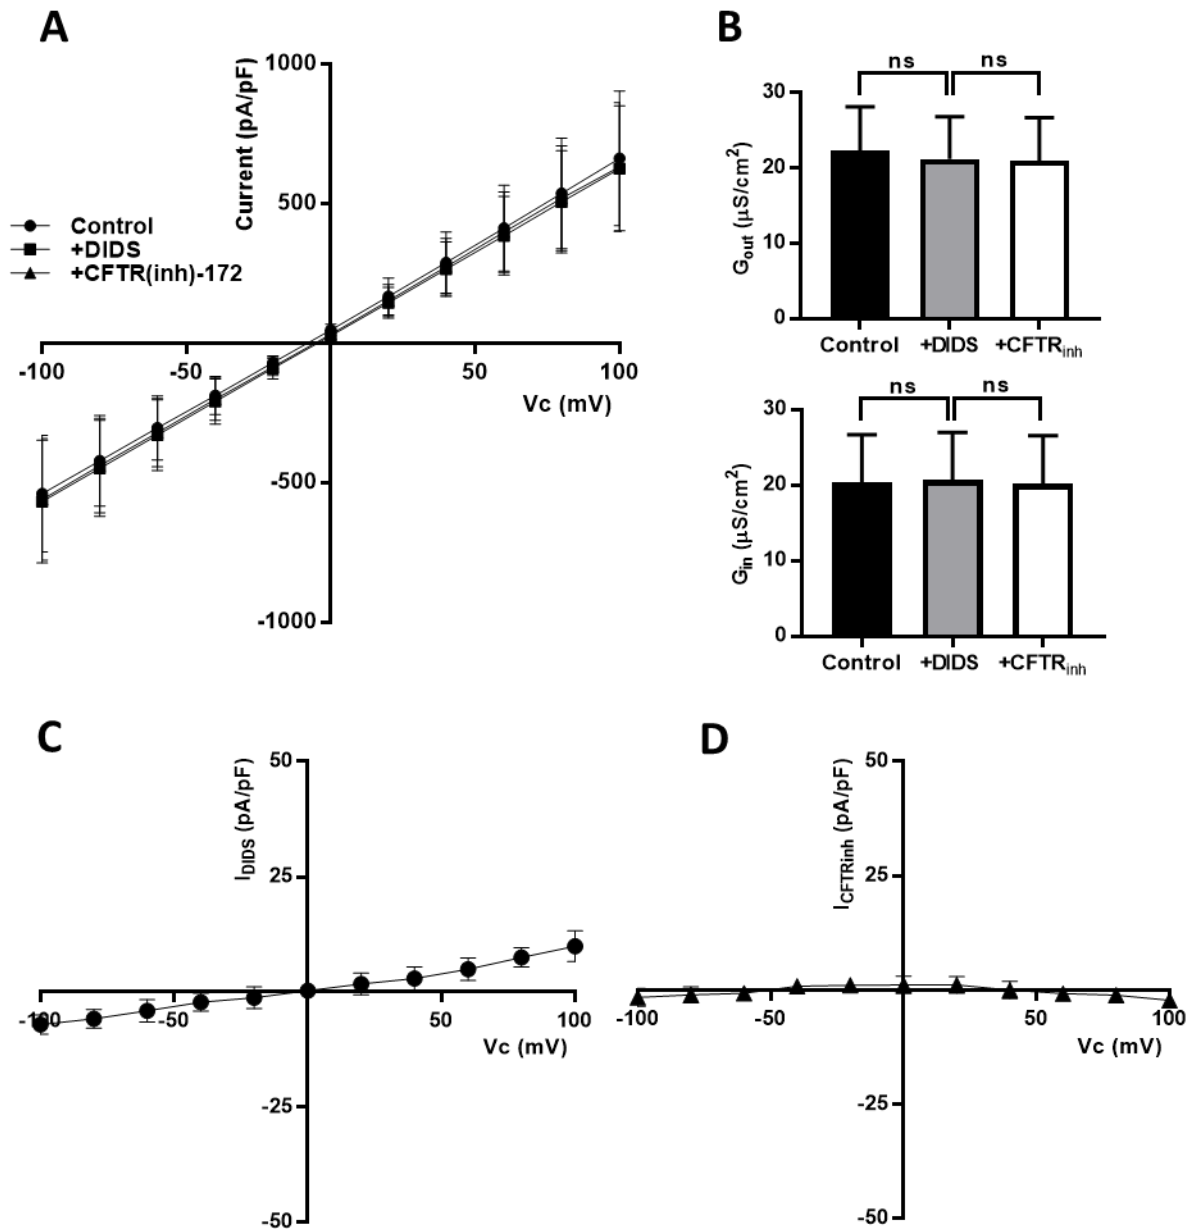 A
Current (pA/pF)
1000
500
-500
-1000
-100
-50
50
100
Vc (mV)
Control
+DIDS
+CFTR(inh)-172
B
ns
ns
Gout (μS/cm²)
30
20
10
0
Control
+DIDS
+CFTRinh
ns
ns
Gin (μS/cm²)
30
20
10
0
Control
+DIDS
+CFTRinh
C
IDIDS (pA/pF)
50
25
-25
-50
-100
-50
50
100
Vc (mV)
D
ICFTRinh (pA/pF)
50
25
-25
-50
-100
-50
50
100
Vc (mV)